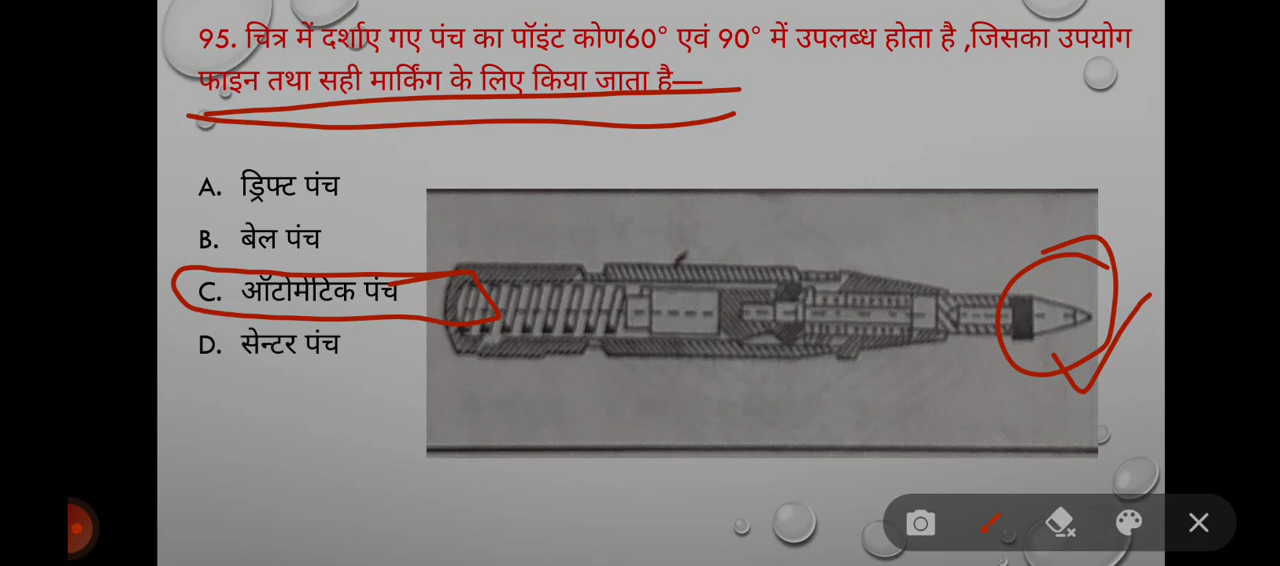 95. चित्र में दर्शाए गए पंच का पॉइंट कोण60° एवं 90° में उपलब्ध होता है ,जिसका उपयोग
फाइन तथा सही मार्किंग के लिए किया जाता है—
A. ड्रिफ्ट पंच
B. बेल पंच
C. ऑटोमेटिक पंच
D. सेन्टर पंच